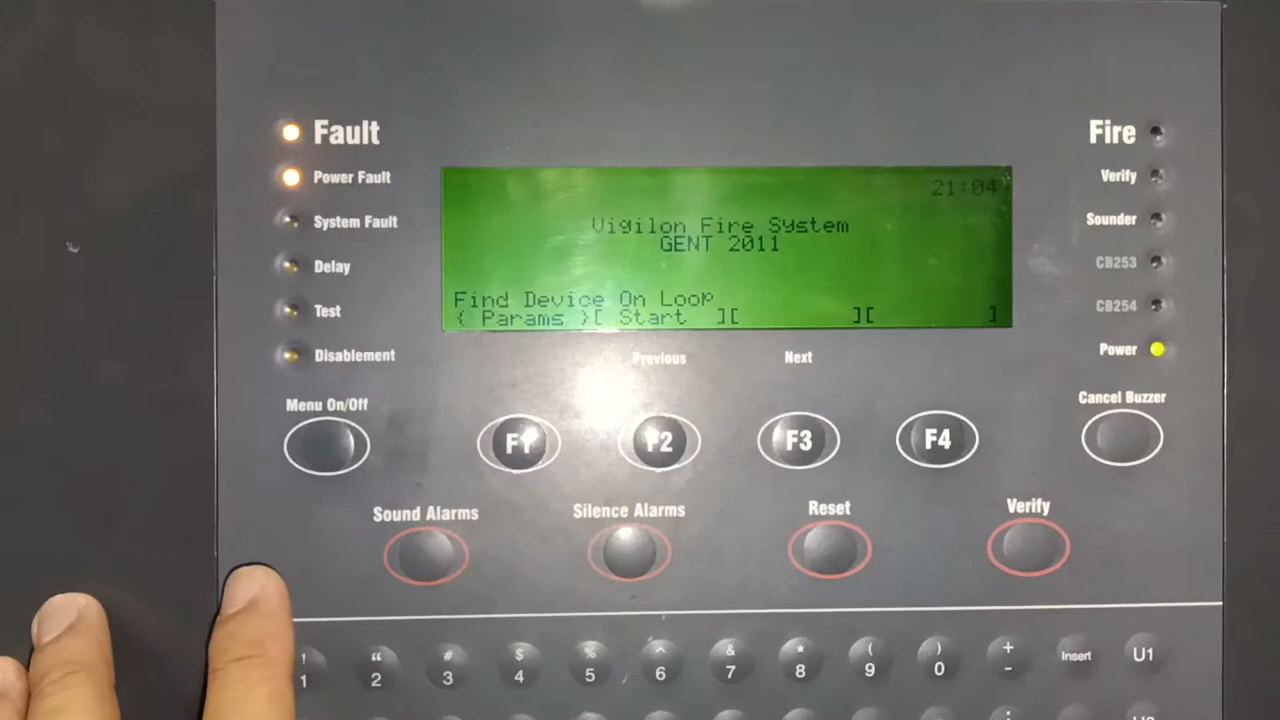 Fault
Power Fault
System Fault
Delay
Test
Disablement
Menu On/Off
21:04
Vigilon Fire System
GENT 2011
Find Device On Loop
{ Params }[ Start ][ ][ ]
Previous Next
Fire
Verify
Sounder
CB253
CB254
Power
Cancel Buzzer
F1 F2 F3 F4
Sound Alarms Silence Alarms Reset Verify
! “ # $ % ^ & * ( ) +
1 2 3 4 5 6 7 8 9 0 - Insert U1